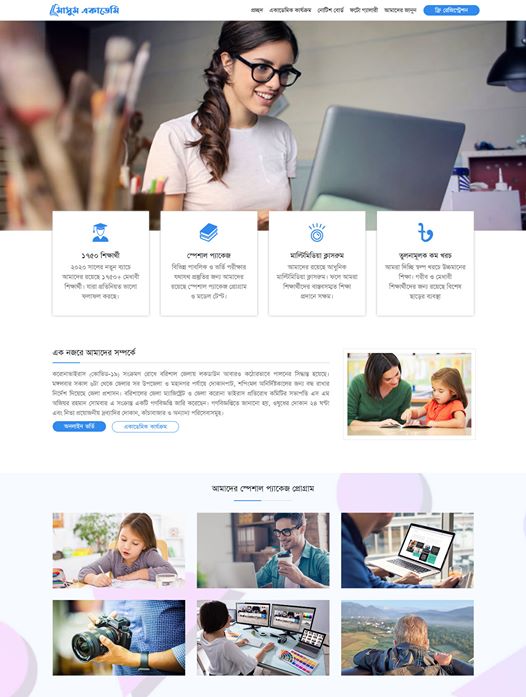 মাসুম একাডেমি
প্রচ্ছদ একাডেমিক কার্যক্রম নোটিশ বোর্ড ফটো গ্যালারী আমাদের জানুন ফ্রি রেজিস্ট্রেশন
১৭৫০ শিক্ষার্থী
২০২০ সালের নতুন ব্যাচে
আমাদের রয়েছে ১৭৫০+ মেধাবী
শিক্ষার্থী। যারা প্রতিনিয়ত ভালো
ফলাফল করছে।
স্পেশাল প্যাকেজ
বিভিন্ন পাবলিক ও ভর্তি পরীক্ষার
যথাযথ প্রস্তুতির জন্য আমাদের
রয়েছে স্পেশাল প্যাকেজ প্রোগ্রাম
ও মডেল টেস্ট।
মাল্টিমিডিয়া ক্লাসরুম
আমাদের রয়েছে আধুনিক
মাল্টিমিডিয়া ক্লাসরুম। ফলে আমরা
শিক্ষার্থীদের বাস্তবসম্মত শিক্ষা
প্রদানে সক্ষম।
তুলনামূলক কম খরচ
আমরা দিচ্ছি স্বল্প খরচে উচ্চমানের
শিক্ষা। গরীব ও মেধাবী
শিক্ষার্থীদের জন্য রয়েছে বিশেষ
ছাড়ের ব্যবস্থা
এক নজরে আমাদের সম্পর্কে
করোনাভাইরাস (কোভিড-১৯) সংক্রমণ রোধে বরিশাল জেলায় লকডাউন আবারও কঠোরভাবে পালনের সিদ্ধান্ত হয়েছে।
মঙ্গলবার সকাল ৬টা থেকে জেলার সব উপজেলা ও মহানগর পর্যায়ে দোকানপাট, শপিংমল অনির্দিষ্টকালের জন্য বন্ধ রাখার
নির্দেশ দিয়েছে জেলা প্রশাসন। বরিশালের জেলা ম্যাজিস্ট্রেট ও জেলা করোনা ভাইরাস প্রতিরোধ কমিটির সভাপতি এস এম
অজিয়র রহমান সোমবার এ সংক্রান্ত একটি গণবিজ্ঞপ্তি জারি করেছেন। গণবিজ্ঞপ্তিতে জানানো হয়, ওষুধের দোকান ২৪ ঘণ্টা
এবং নিত্য প্রয়োজনীয় দ্রব্যাদির দোকান, কাঁচাবাজার ও অন্যান্য পরিসেবাসমূহ।
অনলাইন ভর্তি একাডেমিক কার্যক্রম
আমাদের স্পেশাল প্যাকেজ প্রোগ্রাম